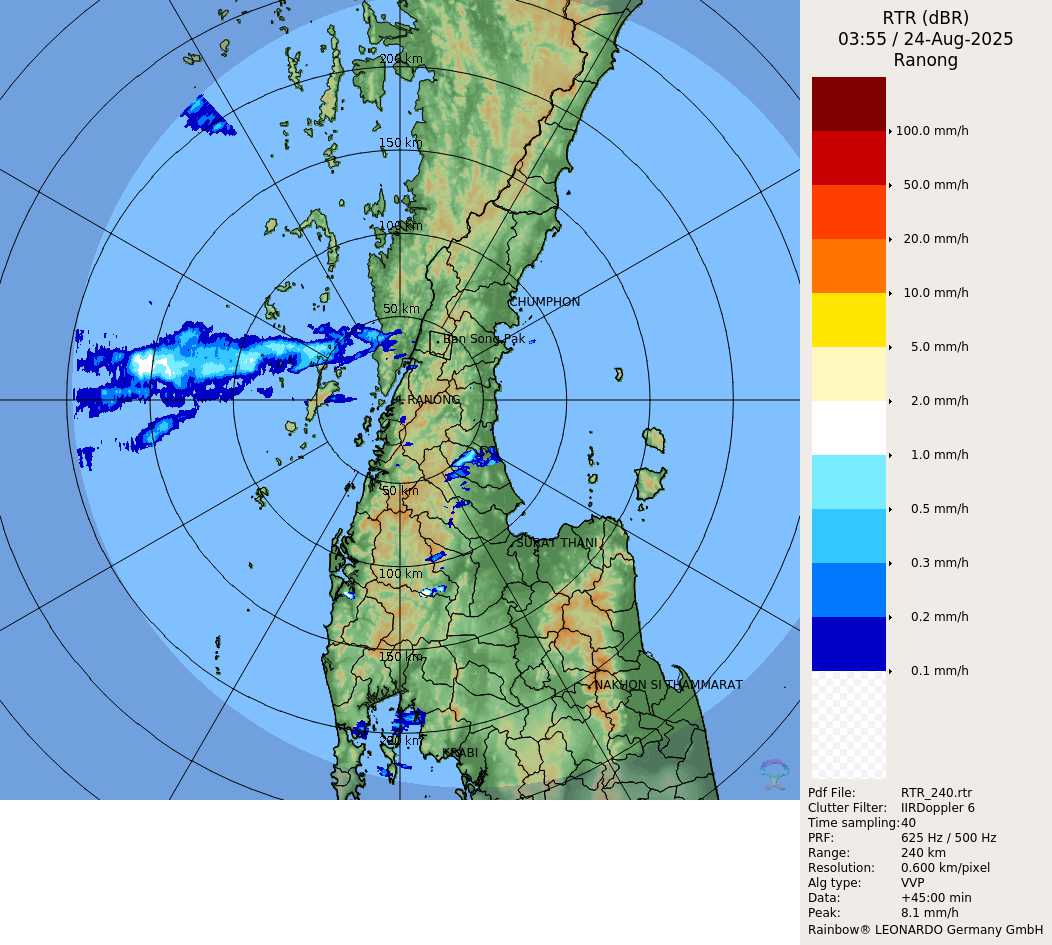 RTR (dBR)
03:55 / 24-Aug-2025
Ranong
200 km
150 km
100 km
50 km
CHUMPHON
Ban Song Pak
RANONG
50 km
SURAT THANI
100 km
150 km
NAKHON SI THAMMARAT
200 km
KRABI
100.0 mm/h
50.0 mm/h
20.0 mm/h
10.0 mm/h
5.0 mm/h
2.0 mm/h
1.0 mm/h
0.5 mm/h
0.3 mm/h
0.2 mm/h
0.1 mm/h
Pdf File: RTR_240.rtr
Clutter Filter: IIRDoppler 6
Time sampling:40
PRF: 625 Hz / 500 Hz
Range: 240 km
Resolution: 0.600 km/pixel
Alg type: VVP
Data: +45:00 min
Peak: 8.1 mm/h
Rainbow® LEONARDO Germany GmbH